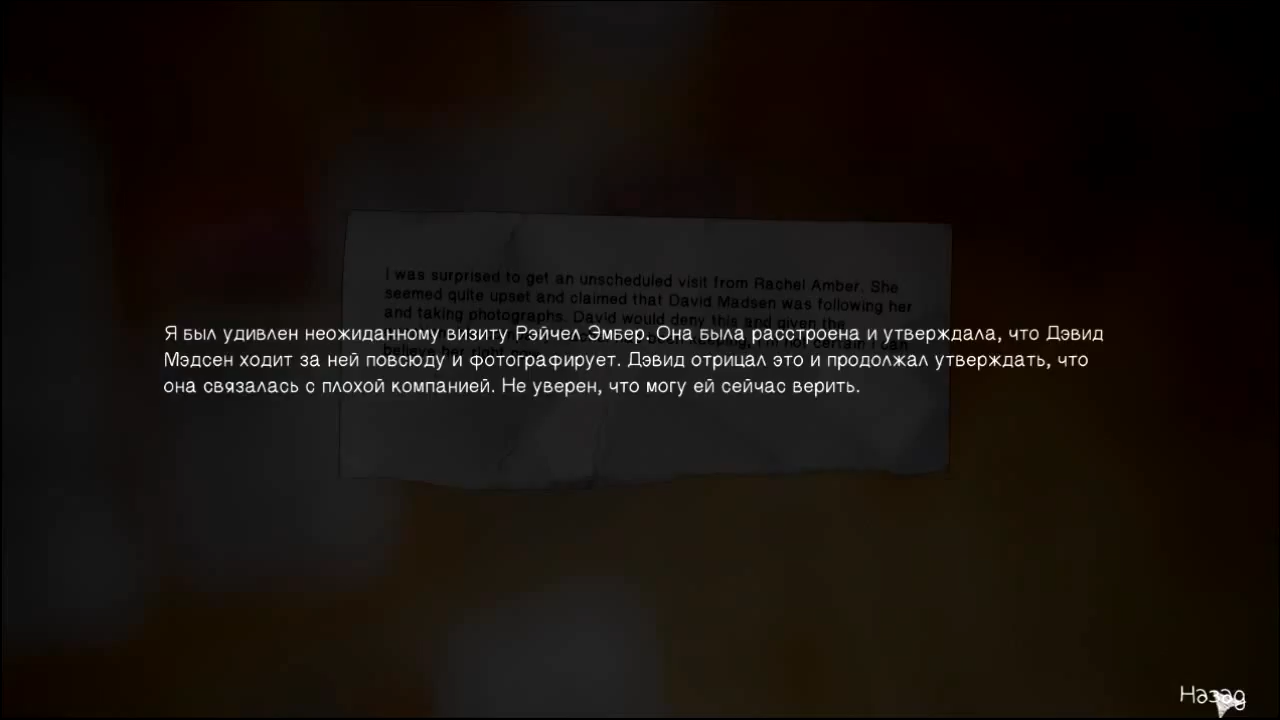 I was surprised to get an unscheduled visit from Rachel Amber. She
seemed quite upset and claimed that David Madsen was following her
and taking photographs. David would deny this and given the
Я был удивлен неожиданному визиту Рэйчел Эмбер. Она была расстроена и утверждала, что Дэвид
Мэдсен ходит за ней повсюду и фотографирует. Дэвид отрицал это и продолжал утверждать, что
она связалась с плохой компанией. Не уверен, что могу ей сейчас верить.
Назад